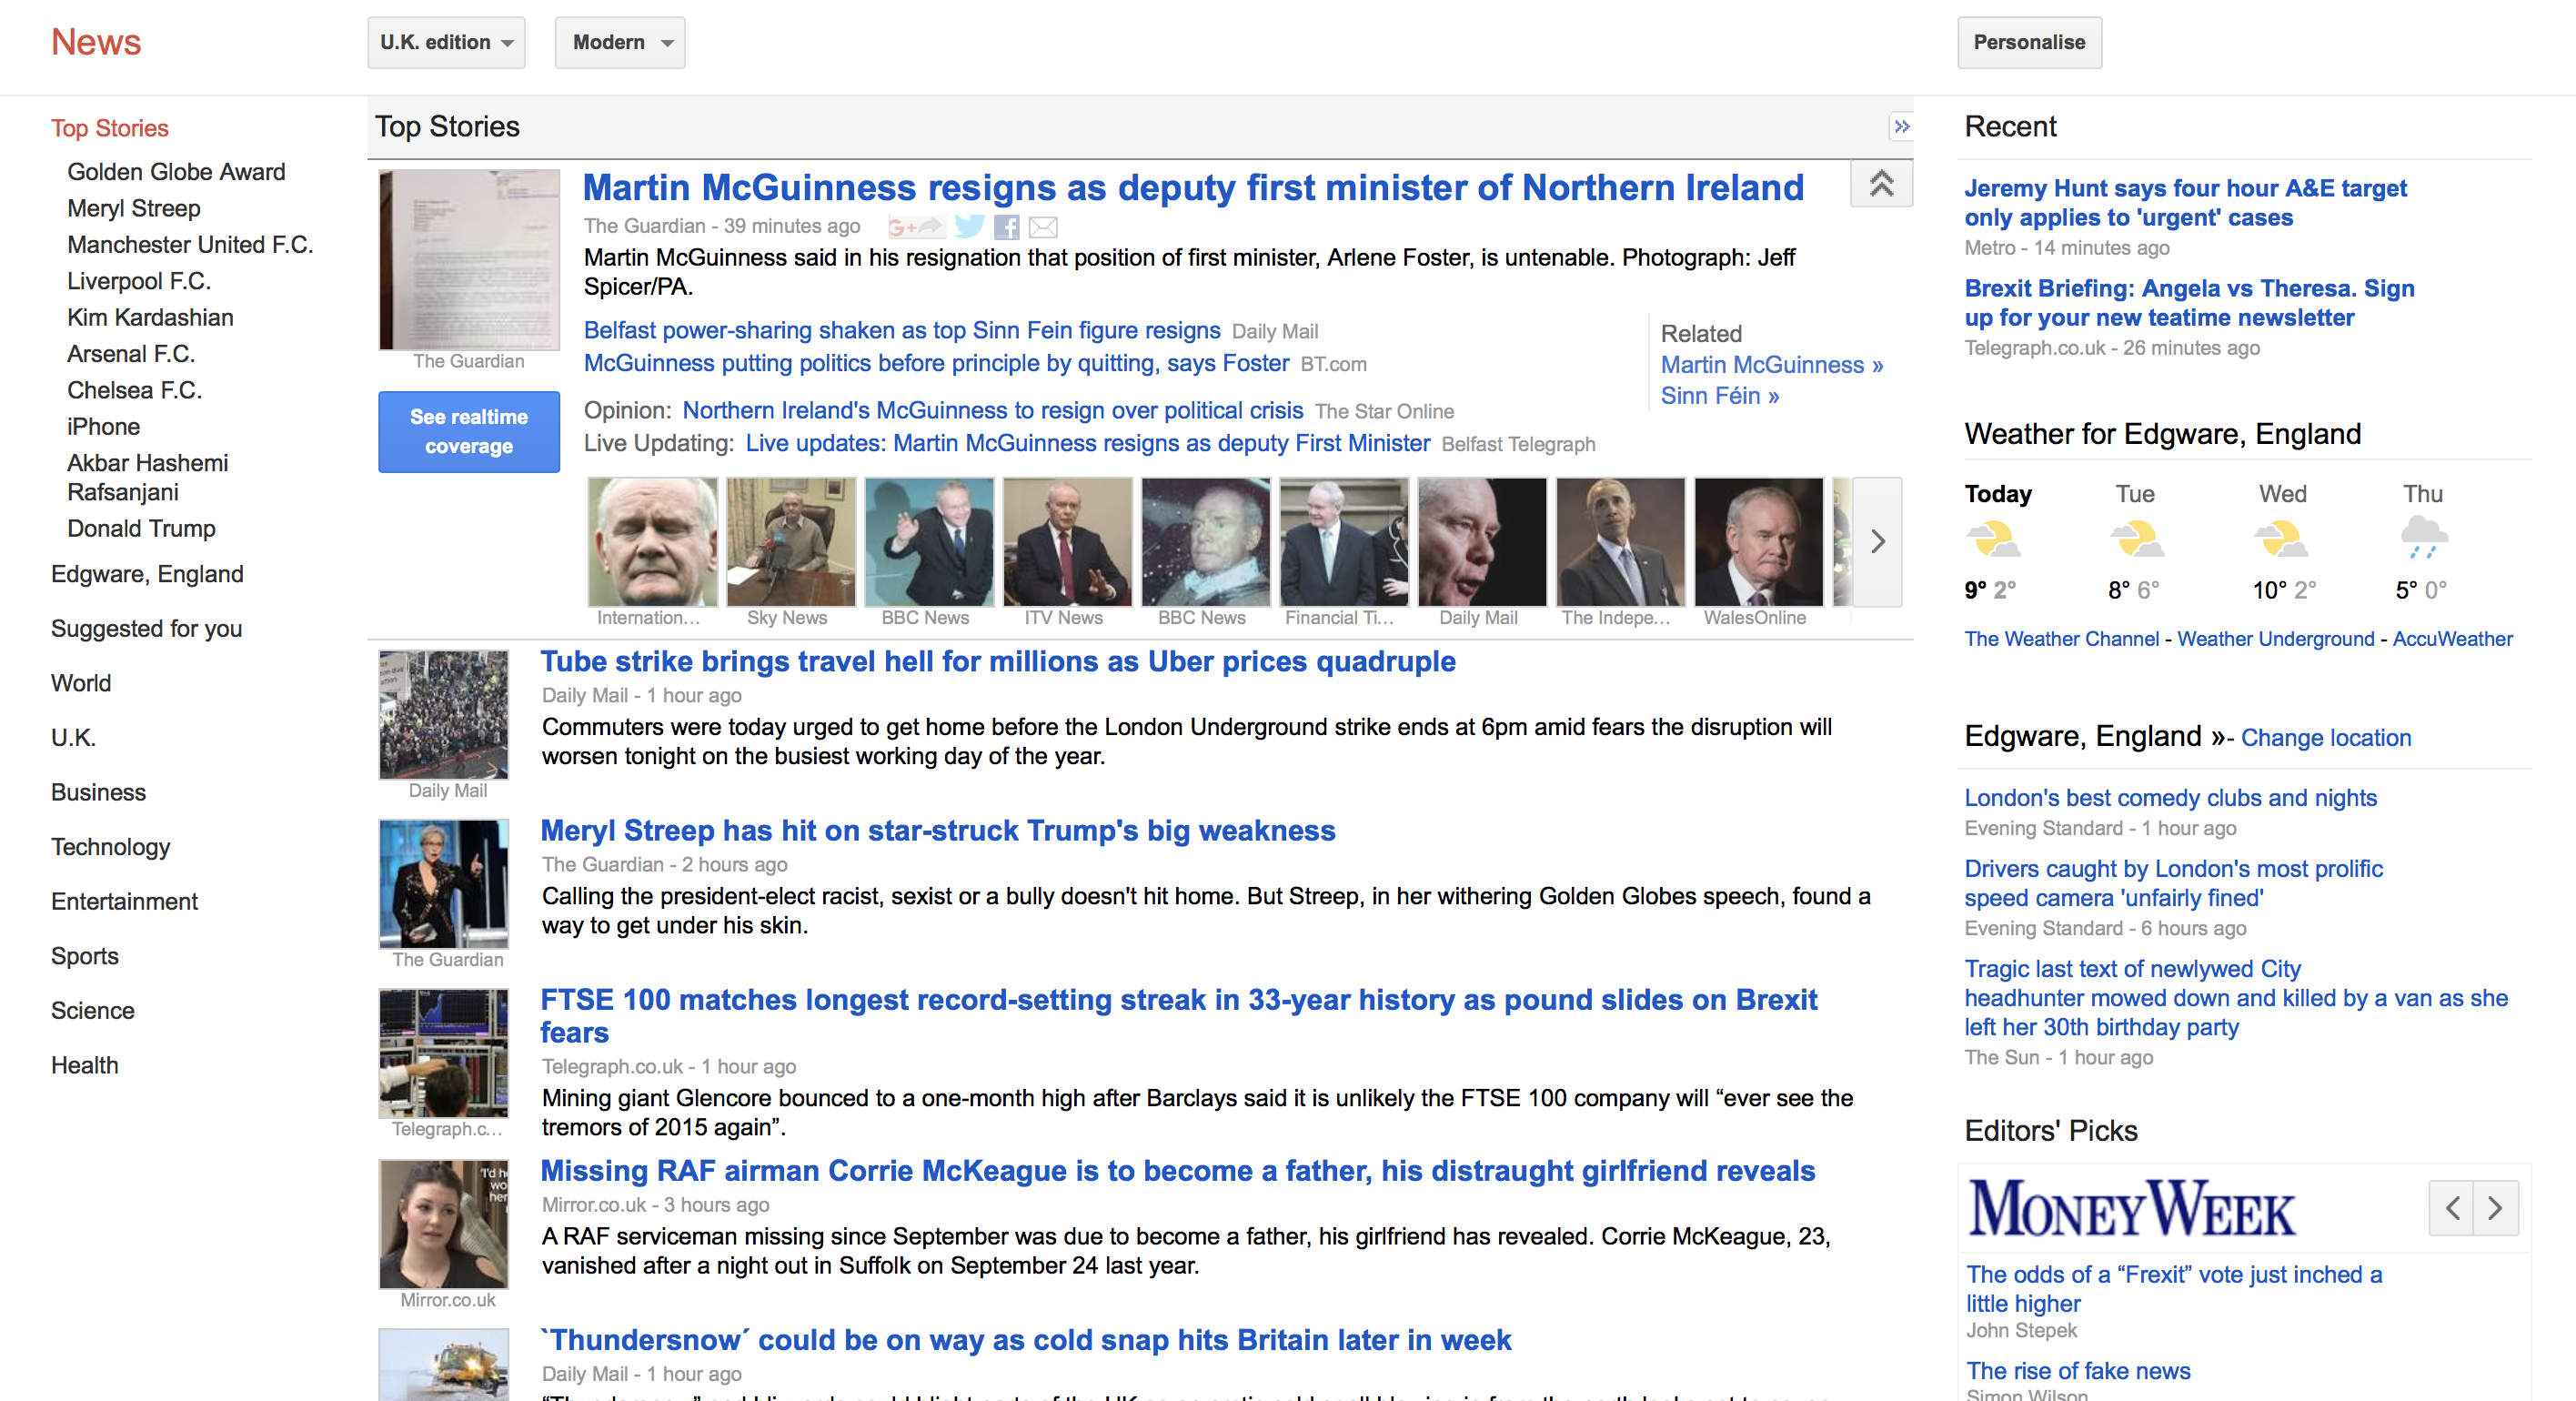 News
U.K. edition
Modern
Personalise
Top Stories
Golden Globe Award
Meryl Streep
Manchester United F.C.
Liverpool F.C.
Kim Kardashian
Arsenal F.C.
Chelsea F.C.
iPhone
Akbar Hashemi
Rafsanjani
Donald Trump
Edgware, England
Suggested for you
World
U.K.
Business
Technology
Entertainment
Sports
Science
Health
Top Stories
»
The Guardian
See realtime
coverage
Martin McGuinness resigns as deputy first minister of Northern Ireland
The Guardian - 39 minutes ago
G+
Martin McGuinness said in his resignation that position of first minister, Arlene Foster, is untenable. Photograph: Jeff
Spicer/PA.
Belfast power-sharing shaken as top Sinn Fein figure resigns Daily Mail
McGuinness putting politics before principle by quitting, says Foster BT.com
Opinion: Northern Ireland's McGuinness to resign over political crisis The Star Online
Live Updating: Live updates: Martin McGuinness resigns as deputy First Minister Belfast Telegraph
Related
Martin McGuinness »
Sinn Féin »
Internation... Sky News BBC News ITV News BBC News Financial Ti... Daily Mail The Indepe... WalesOnline
Tube strike brings travel hell for millions as Uber prices quadruple
Daily Mail - 1 hour ago
Commuters were today urged to get home before the London Underground strike ends at 6pm amid fears the disruption will
worsen tonight on the busiest working day of the year.
Daily Mail
Meryl Streep has hit on star-struck Trump's big weakness
The Guardian - 2 hours ago
Calling the president-elect racist, sexist or a bully doesn't hit home. But Streep, in her withering Golden Globes speech, found a
way to get under his skin.
The Guardian
FTSE 100 matches longest record-setting streak in 33-year history as pound slides on Brexit
fears
Telegraph.co.uk - 1 hour ago
Mining giant Glencore bounced to a one-month high after Barclays said it is unlikely the FTSE 100 company will “ever see the
tremors of 2015 again”.
Telegraph.c...
Missing RAF airman Corrie McKeague is to become a father, his distraught girlfriend reveals
Mirror.co.uk - 3 hours ago
A RAF serviceman missing since September was due to become a father, his girlfriend has revealed. Corrie McKeague, 23,
vanished after a night out in Suffolk on September 24 last year.
Mirror.co.uk
`Thundersnow´ could be on way as cold snap hits Britain later in week
Daily Mail - 1 hour ago
Recent
Jeremy Hunt says four hour A&E target
only applies to 'urgent' cases
Metro - 14 minutes ago
Brexit Briefing: Angela vs Theresa. Sign
up for your new teatime newsletter
Telegraph.co.uk - 26 minutes ago
Weather for Edgware, England
Today Tue Wed Thu
9° 2° 8° 6° 10° 2° 5° 0°
The Weather Channel - Weather Underground - AccuWeather
Edgware, England »- Change location
London's best comedy clubs and nights
Evening Standard - 1 hour ago
Drivers caught by London's most prolific
speed camera 'unfairly fined'
Evening Standard - 6 hours ago
Tragic last text of newlywed City
headhunter mowed down and killed by a van as she
left her 30th birthday party
The Sun - 1 hour ago
Editors' Picks
MONEYWEEK
The odds of a “Frexit” vote just inched a
little higher
John Stepek
The rise of fake news
Simon Wilson